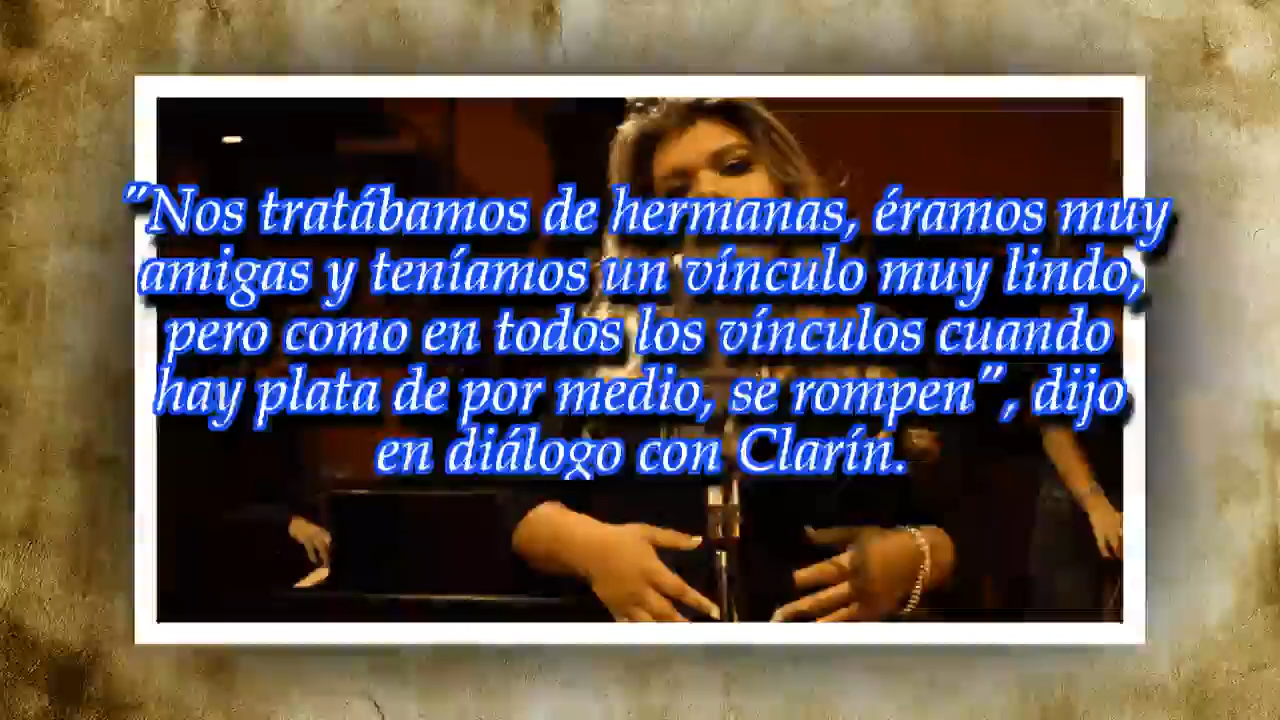 "Nos tratábamos de hermanas, éramos muy
amigas y teníamos un vínculo muy lindo,
pero como en todos los vínculos cuando
hay plata de por medio, se rompen", dijo
en diálogo con Clarín.